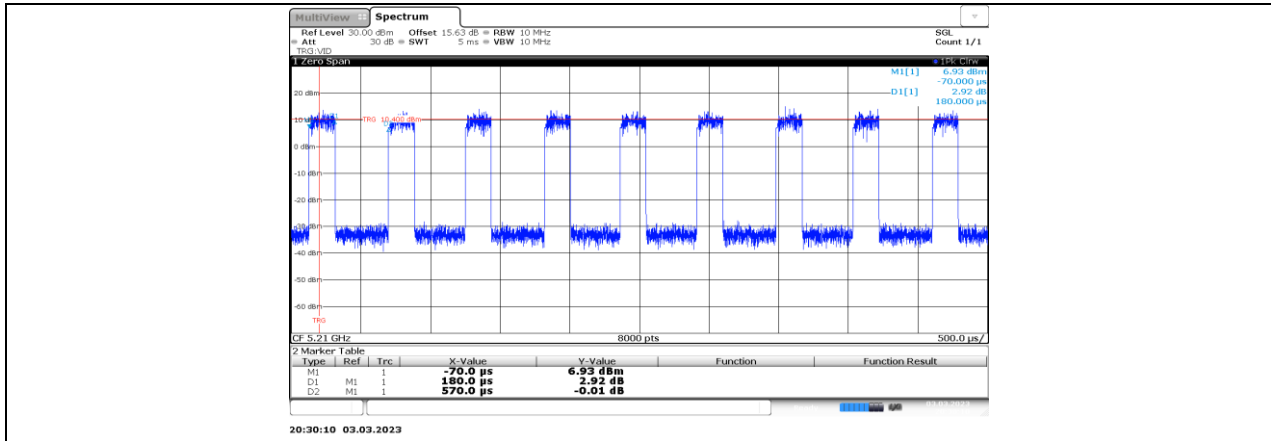 MultiView Spectrum
Ref Level 30.00 dBm Offset 15.63 dB RBW 10 MHz SGL
Att 30 dB SWT 5 ms VBW 10 MHz Count 1/1
TRG:VID
1 Zero Span 1Pk Clrw
M1[1] 6.93 dBm
-70.000 µs
D1[1] 2.92 dB
180.000 µs
20 dBm
10 dBm
TRG 10.400 dBm
0 dBm
-10 dBm
-20 dBm
-40 dBm
-50 dBm
-60 dBm
TRG
CF 5.21 GHz 8000 pts 500.0 µs/
2 Marker Table
Type Ref Trc X-Value Y-Value Function Function Result
M1 1 -70.0 µs 6.93 dBm
D1 M1 1 180.0 µs 2.92 dB
D2 M1 1 570.0 µs -0.01 dB
03.03.2023
20:30:10 03.03.2023